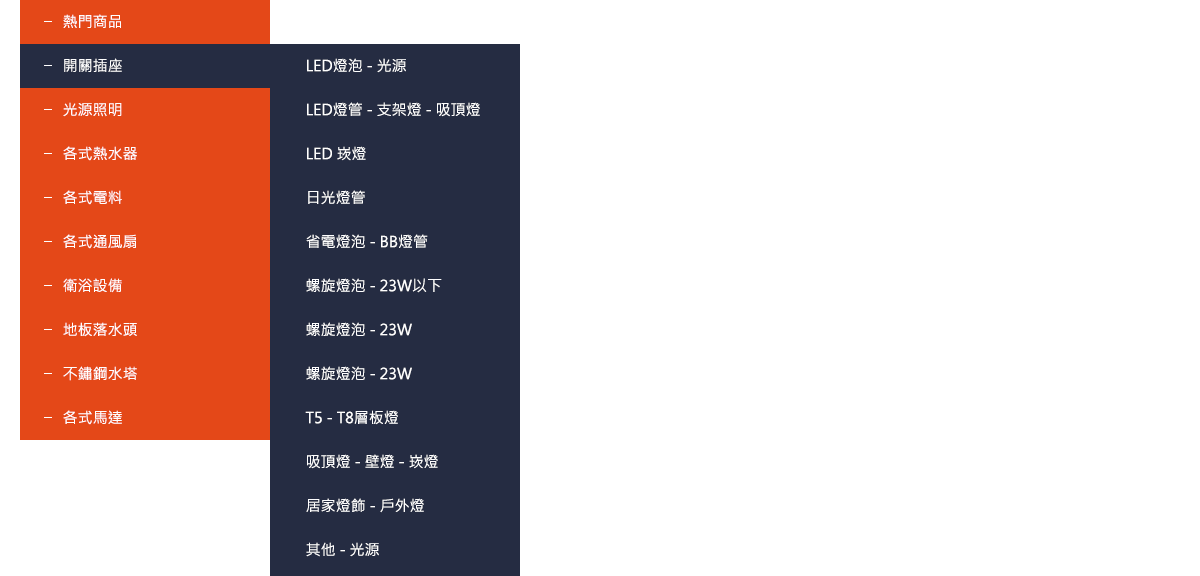 熱門商品
開關插座
光源照明
各式熱水器
各式電料
各式通風扇
衛浴設備
地板落水頭
不鏽鋼水塔
各式馬達
LED燈泡 - 光源
LED燈管 - 支架燈 - 吸頂燈
LED 崁燈
日光燈管
省電燈泡 - BB燈管
螺旋燈泡 - 23W以下
螺旋燈泡 - 23W
螺旋燈泡 - 23W
T5 - T8層板燈
吸頂燈 - 壁燈 - 崁燈
居家燈飾 - 戶外燈
其他 - 光源